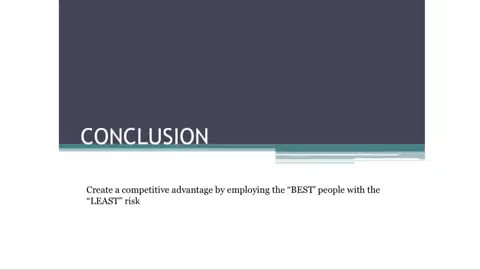 CONCLUSION
Create a competitive advantage by employing the “BEST’ people with the
“LEAST” risk